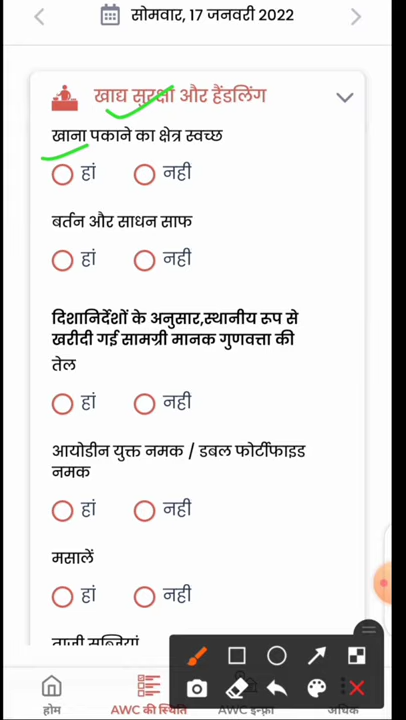 सोमवार, 17 जनवरी 2022
खाद्य सुरक्षा और हैंडलिंग
खाना पकाने का क्षेत्र स्वच्छ
हां नही
बर्तन और साधन साफ
हां नही
दिशानिर्देशों के अनुसार,स्थानीय रूप से
खरीदी गई सामग्री मानक गुणवत्ता की
तेल
हां नही
आयोडीन युक्त नमक / डबल फोर्टीफाइड
नमक
हां नही
मसालें
हां नही
ताजी सब्जियां
होम AWC की स्थिति AWC इन्फ़ो अधिक